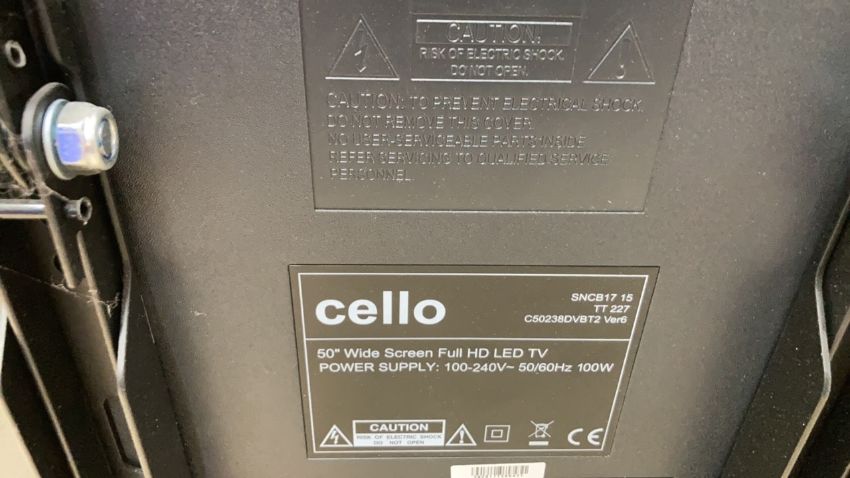 CAUTION:
RISK OF ELECTRIC SHOCK.
DO NOT OPEN.
CAUTION: TO PREVENT ELECTRICAL SHOCK,
DO NOT REMOVE THIS COVER
NO USER-SERVICEABLE PARTS INSIDE
REFER SERVICING TO QUALIFIED SERVICE
PERSONNEL.
cello
SNCB17 15
TT 227
C50238DVBT2 Ver6
50" Wide Screen Full HD LED TV
POWER SUPPLY: 100-240V~ 50/60Hz 100W
CAUTION
RISK OF ELECTRIC SHOCK
DO NOT OPEN
CE